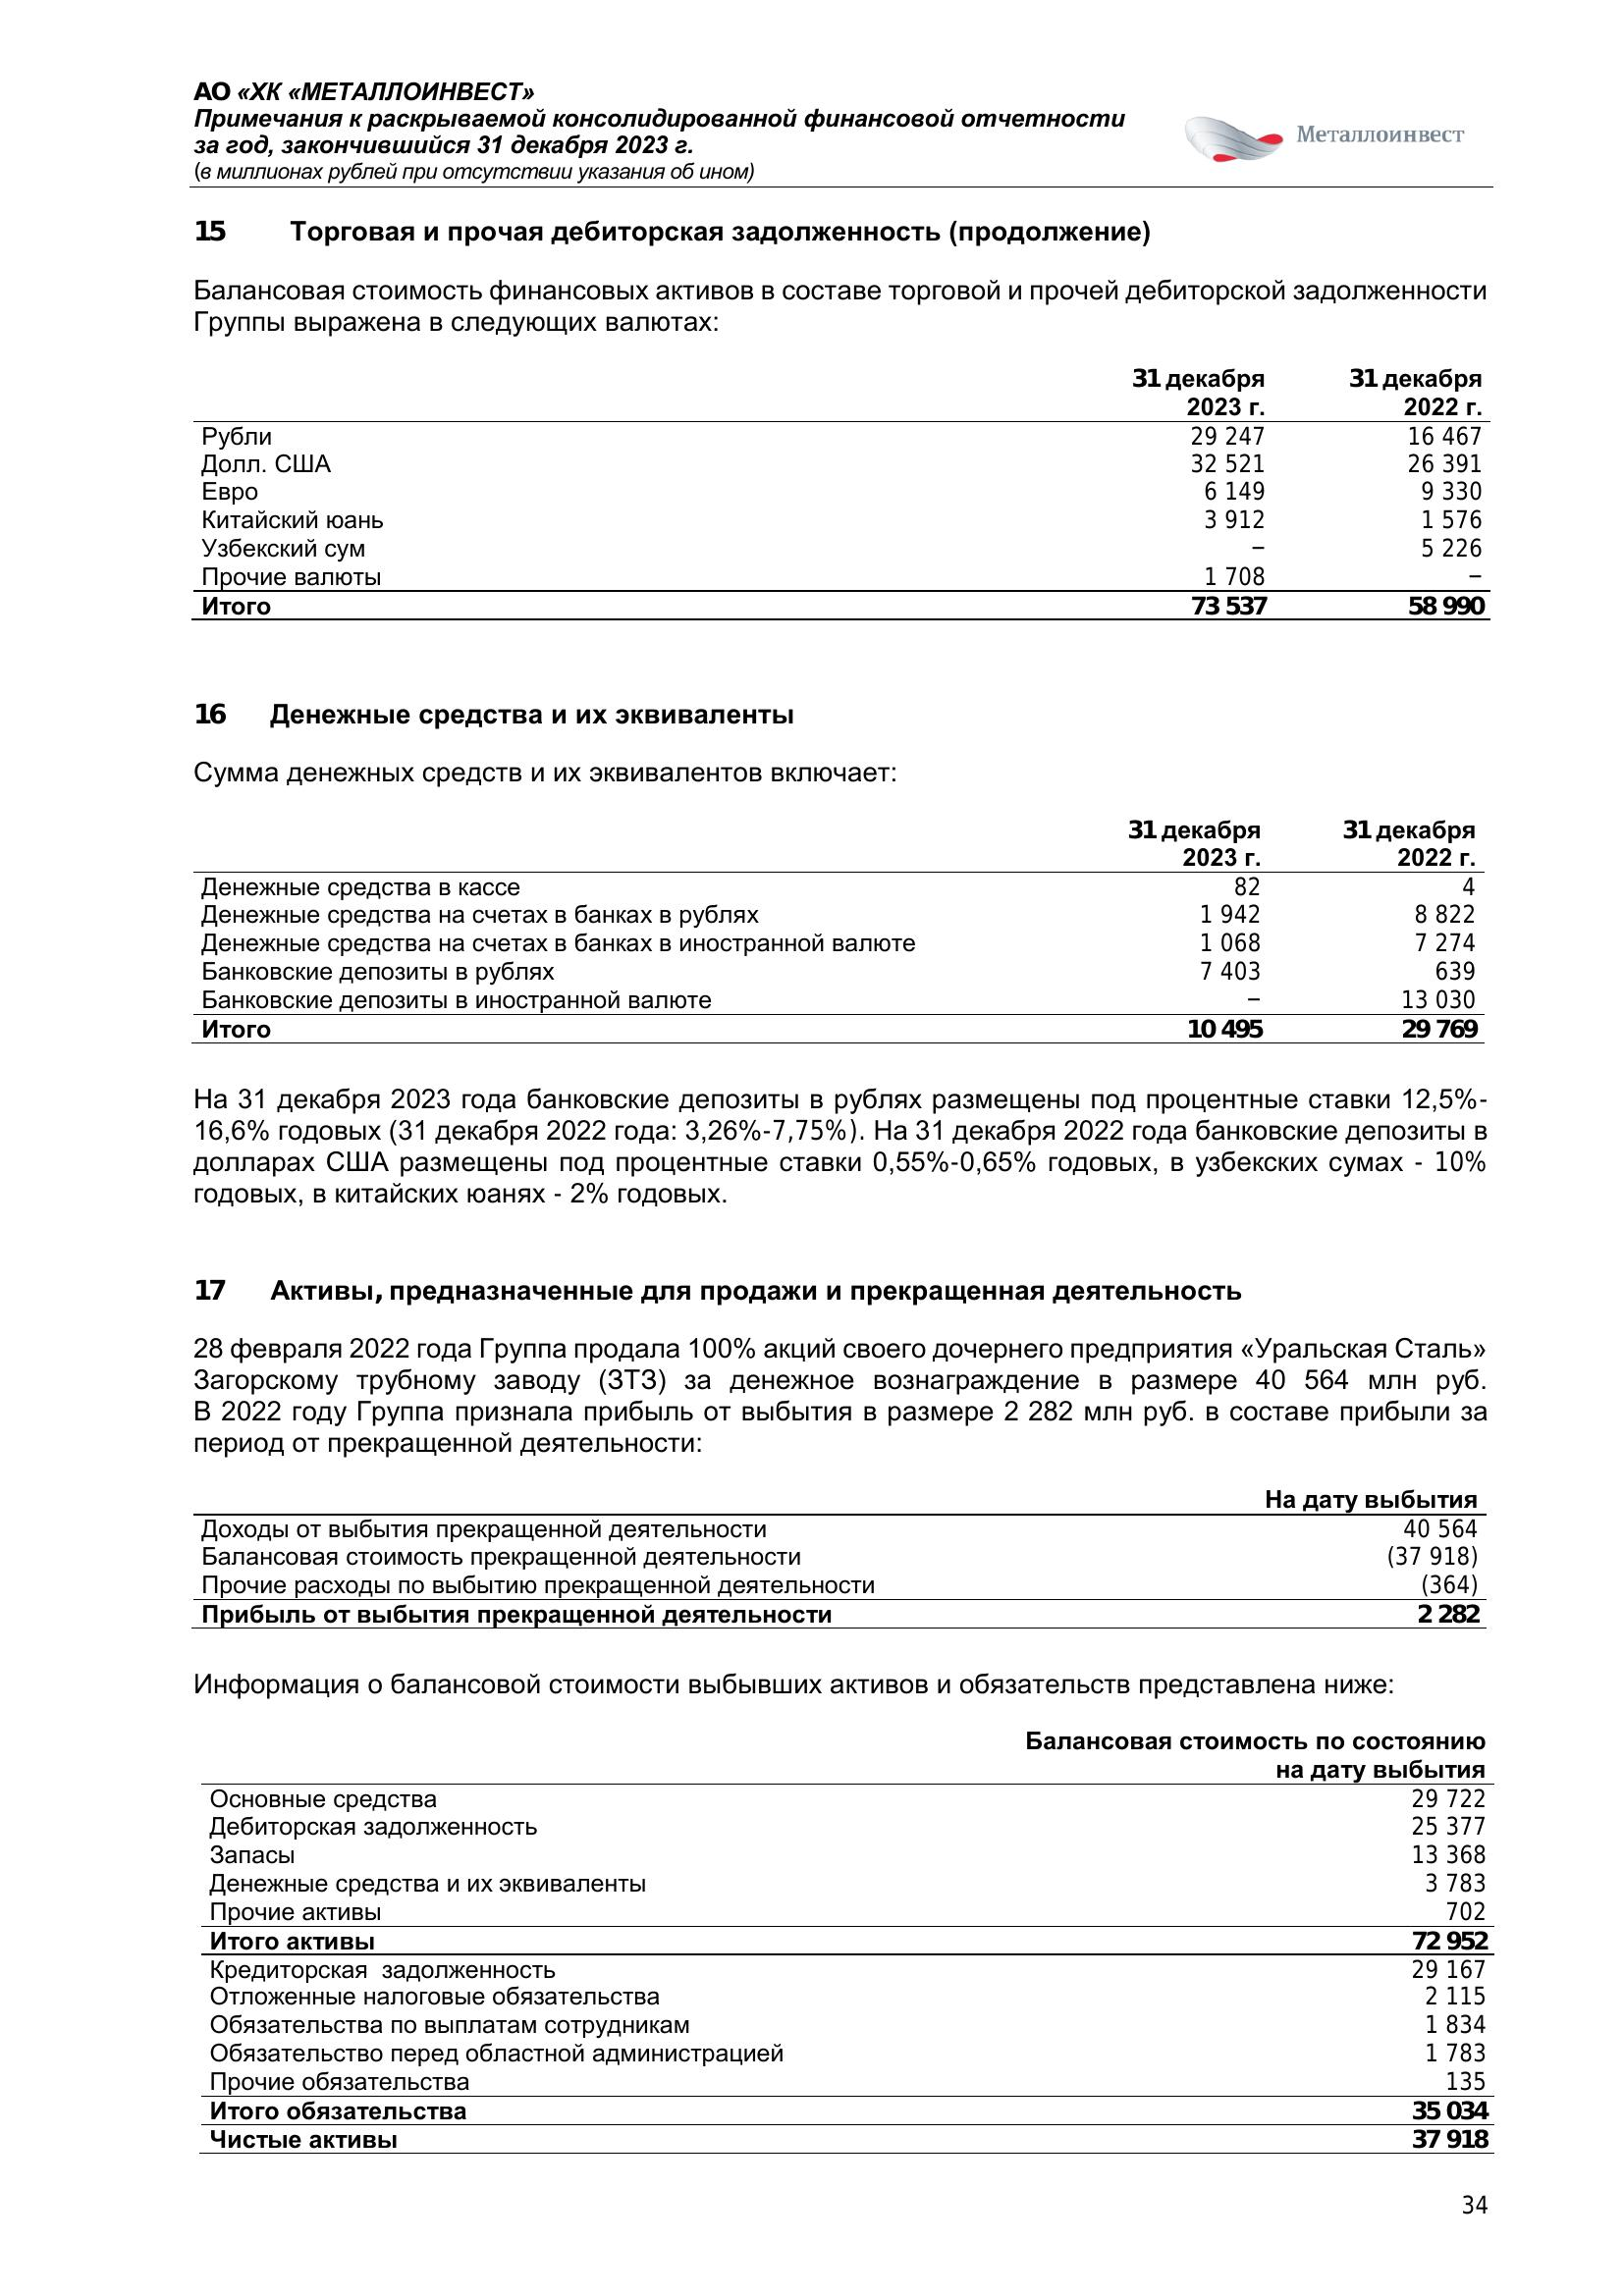 АО «ХК «МЕТАЛЛОИНВЕСТ»
Примечания к раскрываемой консолидированной финансовой отчетности
за год, закончившийся 31 декабря 2023 г.
(в миллионах рублей при отсутствии указания об ином)
Металлоинвест
15 Торговая и прочая дебиторская задолженность (продолжение)
Балансовая стоимость финансовых активов в составе торговой и прочей дебиторской задолженности
Группы выражена в следующих валютах:
31 декабря 31 декабря
2023 г. 2022 г.
Рубли 29 247 16 467
Долл. США 32 521 26 391
Евро 6 149 9 330
Китайский юань 3 912 1 576
Узбекский сум – 5 226
Прочие валюты 1 708 –
Итого 73 537 58 990
16 Денежные средства и их эквиваленты
Сумма денежных средств и их эквивалентов включает:
31 декабря 31 декабря
2023 г. 2022 г.
Денежные средства в кассе 82 4
Денежные средства на счетах в банках в рублях 1 942 8 822
Денежные средства на счетах в банках в иностранной валюте 1 068 7 274
Банковские депозиты в рублях 7 403 639
Банковские депозиты в иностранной валюте – 13 030
Итого 10 495 29 769
На 31 декабря 2023 года банковские депозиты в рублях размещены под процентные ставки 12,5%-
16,6% годовых (31 декабря 2022 года: 3,26%-7,75%). На 31 декабря 2022 года банковские депозиты в
долларах США размещены под процентные ставки 0,55%-0,65% годовых, в узбекских сумах - 10%
годовых, в китайских юанях - 2% годовых.
17 Активы, предназначенные для продажи и прекращенная деятельность
28 февраля 2022 года Группа продала 100% акций своего дочернего предприятия «Уральская Сталь»
Загорскому трубному заводу (ЗТЗ) за денежное вознаграждение в размере 40 564 млн руб.
В 2022 году Группа признала прибыль от выбытия в размере 2 282 млн руб. в составе прибыли за
период от прекращенной деятельности:
На дату выбытия
Доходы от выбытия прекращенной деятельности 40 564
Балансовая стоимость прекращенной деятельности (37 918)
Прочие расходы по выбытию прекращенной деятельности (364)
Прибыль от выбытия прекращенной деятельности 2 282
Информация о балансовой стоимости выбывших активов и обязательств представлена ниже:
Балансовая стоимость по состоянию
на дату выбытия
Основные средства 29 722
Дебиторская задолженность 25 377
Запасы 13 368
Денежные средства и их эквиваленты 3 783
Прочие активы 702
Итого активы 72 952
Кредиторская задолженность 29 167
Отложенные налоговые обязательства 2 115
Обязательства по выплатам сотрудникам 1 834
Обязательство перед областной администрацией 1 783
Прочие обязательства 135
Итого обязательства 35 034
Чистые активы 37 918
34